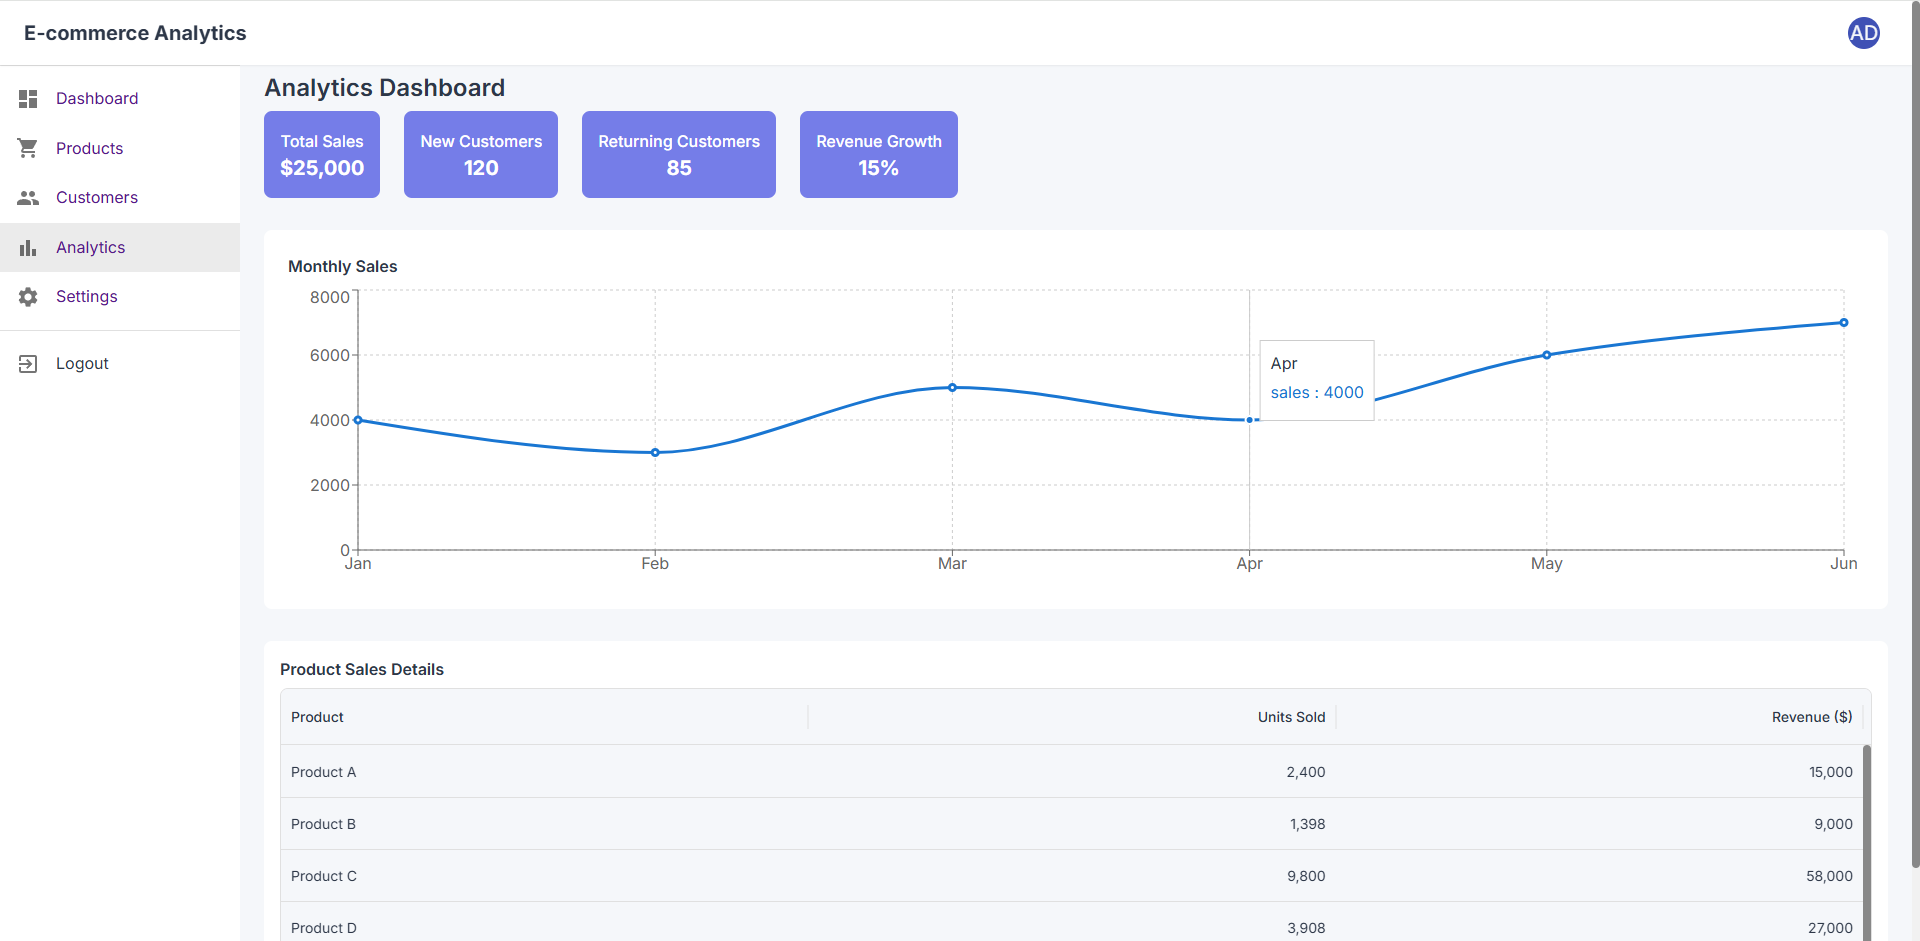 E-commerce Analytics
AD
Dashboard
Products
Customers
Analytics
Settings
Logout
Analytics Dashboard
Total Sales
$25,000
New Customers
120
Returning Customers
85
Revenue Growth
15%
Monthly Sales
8000
6000
4000
2000
0
Jan Feb Mar Apr May Jun
Apr
sales : 4000
Product Sales Details
Product Units Sold Revenue ($)
Product A 2,400 15,000
Product B 1,398 9,000
Product C 9,800 58,000
Product D 3,908 27,000